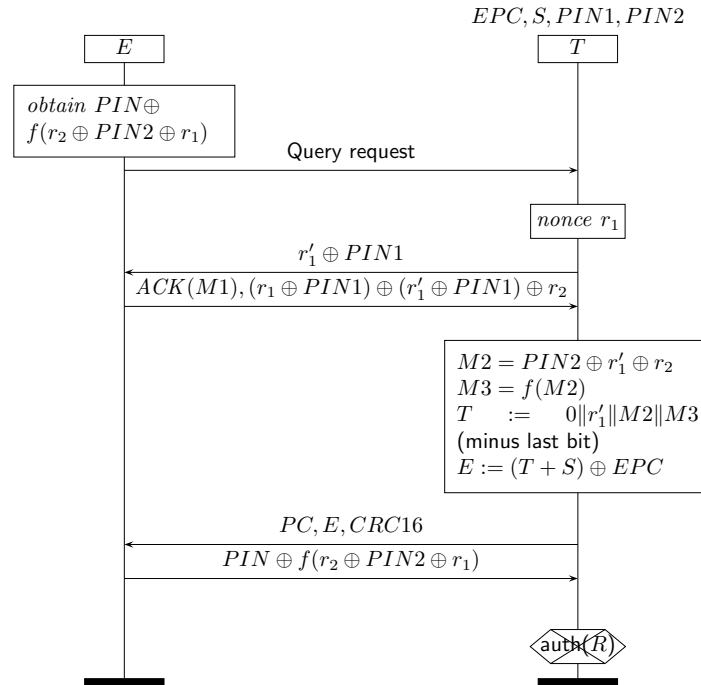 EPC, S, PIN1, PIN2
E
T
obtain PIN⊕
f(r₂ ⊕ PIN2 ⊕ r₁)
Query request
nonce r₁
r′₁ ⊕ PIN1
ACK(M1), (r₁ ⊕ PIN1) ⊕ (r′₁ ⊕ PIN1) ⊕ r₂
M2 = PIN2 ⊕ r′₁ ⊕ r₂
M3 = f(M2)
T := 0‖r′₁‖M2‖M3
(minus last bit)
E := (T + S) ⊕ EPC
PC, E, CRC16
PIN ⊕ f(r₂ ⊕ PIN2 ⊕ r₁)
auth(R)